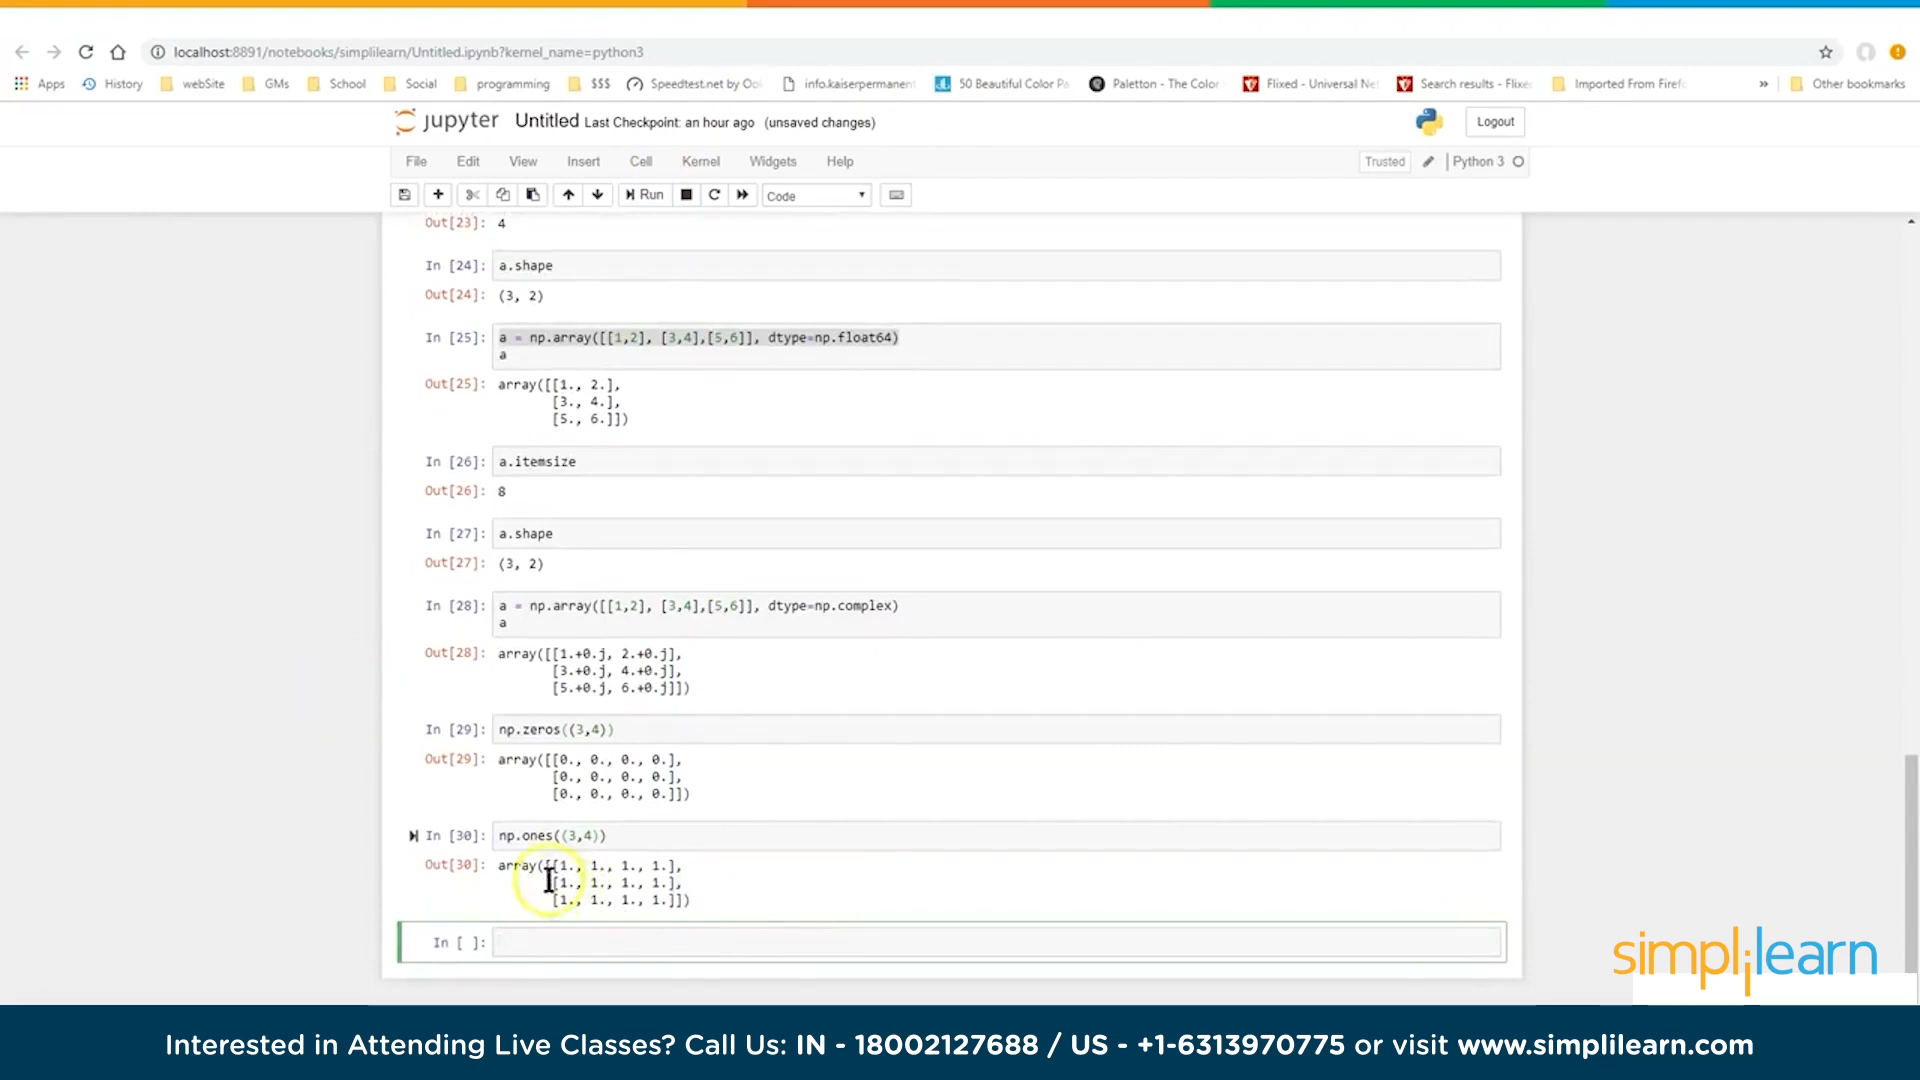 localhost:8891/notebooks/simplilearn/Untitled.ipynb?kernel_name=python3
Apps History webSite GMs School Social programming $$$ Speedtest.net by Ook info.kaiserpermanent 50 Beautiful Color Pa Paletton - The Color Flixed - Universal Ne Search results - Flixe Imported From Firefo » Other bookmarks
jupyter Untitled Last Checkpoint: an hour ago (unsaved changes) Logout
File Edit View Insert Cell Kernel Widgets Help Trusted Python 3
Run Code
Out[23]: 4
In [24]: a.shape
Out[24]: (3, 2)
In [25]: a = np.array([[1,2], [3,4],[5,6]], dtype=np.float64)
a
Out[25]: array([[1., 2.],
[3., 4.],
[5., 6.]])
In [26]: a.itemsize
Out[26]: 8
In [27]: a.shape
Out[27]: (3, 2)
In [28]: a = np.array([[1,2], [3,4],[5,6]], dtype=np.complex)
a
Out[28]: array([[1.+0.j, 2.+0.j],
[3.+0.j, 4.+0.j],
[5.+0.j, 6.+0.j]])
In [29]: np.zeros((3,4))
Out[29]: array([[0., 0., 0., 0.],
[0., 0., 0., 0.],
[0., 0., 0., 0.]])
In [30]: np.ones((3,4))
Out[30]: array([[1., 1., 1., 1.],
[1., 1., 1., 1.],
[1., 1., 1., 1.]])
In [ ]:
simplilearn
Interested in Attending Live Classes? Call Us: IN - 18002127688 / US - +1-6313970775 or visit www.simplilearn.com